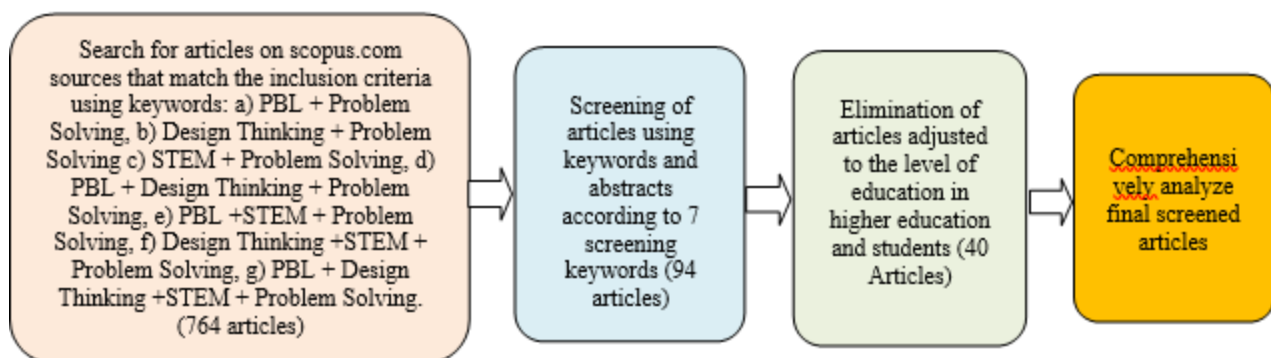 Search for articles on scopus.com
sources that match the inclusion criteria
using keywords: a) PBL + Problem
Solving, b) Design Thinking + Problem
Solving c) STEM + Problem Solving, d)
PBL + Design Thinking + Problem
Solving, e) PBL +STEM + Problem
Solving, f) Design Thinking +STEM +
Problem Solving, g) PBL + Design
Thinking +STEM + Problem Solving.
(764 articles)
Screening of
articles using
keywords and
abstracts
according to 7
screening
keywords (94
articles)
Elimination of
articles adjusted
to the level of
education in
higher education
and students (40
Articles)
Comprehensi
vely analyze
final screened
articles